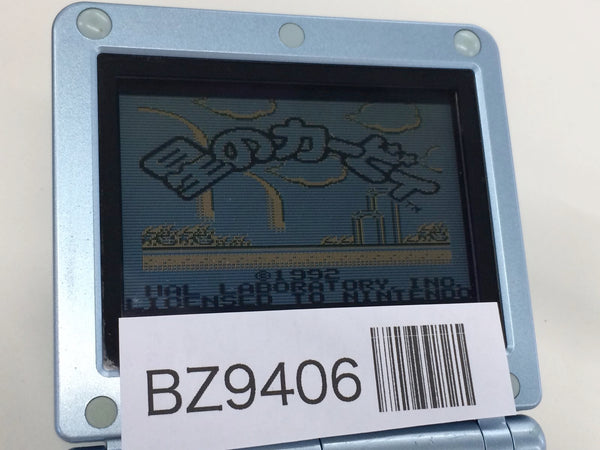 星のカービィ
©1992
HAL LABORATORY, INC.
LICENSED TO NINTENDO
BZ9406